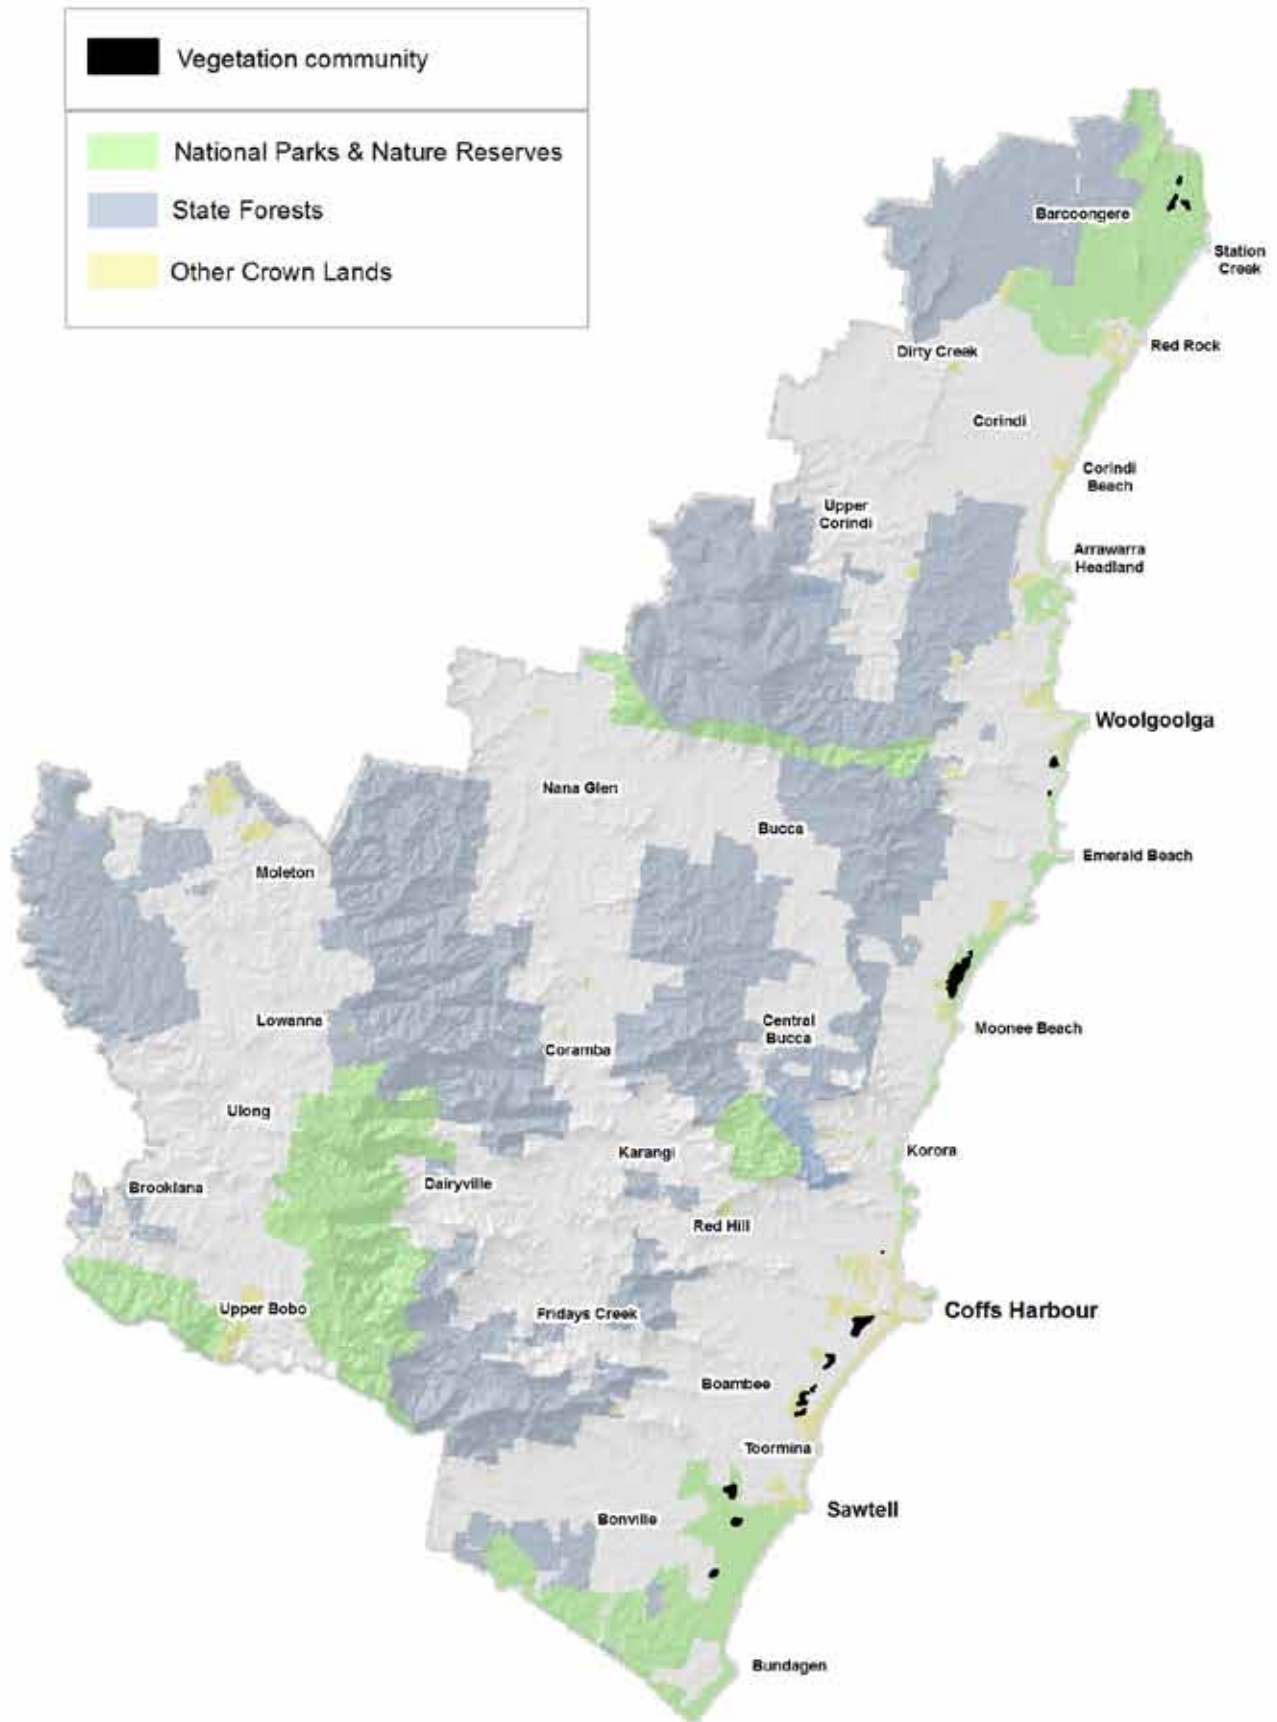 Vegetation community
National Parks & Nature Reserves
State Forests
Other Crown Lands
Barcoongere
Station
Creek
Red Rock
Dirty Creek
Corindi
Corindi
Beach
Upper
Corindi
Arrawarra
Headland
Woolgoolga
Nana Glen
Bucca
Emerald Beach
Moleton
Lowanna
Central
Bucca
Moonee Beach
Coramba
Ulong
Karangi
Korora
Brooklana
Dairyville
Red Hill
Upper Bobo
Fridays Creek
Coffs Harbour
Boambee
Toormina
Sawtell
Bonville
Bundagen